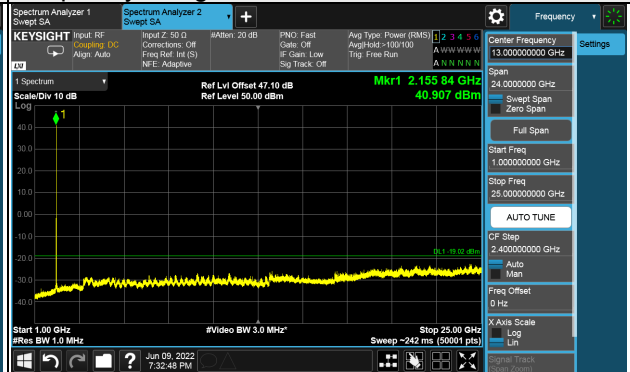 Spectrum Analyzer 1
Swept SA
Spectrum Analyzer 2
Swept SA
Frequency
KEYSIGHT
Input: RF
Coupling: DC
Align: Auto
Input Z: 50 Ω
Corrections: Off
Freq Ref: Int (S)
NFE: Adaptive
#Atten: 20 dB
PNO: Fast
Gate: Off
IF Gain: Low
Sig Track: Off
Avg Type: Power (RMS)
Avg|Hold:>100/100
Trig: Free Run
1 2 3 4 5 6
A W W W W W
A N N N N N
LXI
1 Spectrum
Scale/Div 10 dB
Log
Ref Lvl Offset 47.10 dB
Ref Level 50.00 dBm
Mkr1 2.155 84 GHz
40.907 dBm
1
40.0
30.0
20.0
10.0
0.00
-10.0
-20.0
-30.0
-40.0
DL1 -19.02 dBm
Start 1.00 GHz
#Res BW 1.0 MHz
#Video BW 3.0 MHz*
Stop 25.00 GHz
Sweep ~242 ms (50001 pts)
?
Jun 09, 2022
7:32:48 PM
Center Frequency
13.000000000 GHz
Settings
Span
24.0000000 GHz
Swept Span
Zero Span
Full Span
Start Freq
1.000000000 GHz
Stop Freq
25.000000000 GHz
AUTO TUNE
CF Step
2.400000000 GHz
Auto
Man
Freq Offset
0 Hz
X Axis Scale
Log
Lin
Signal Track
(Span Zoom)